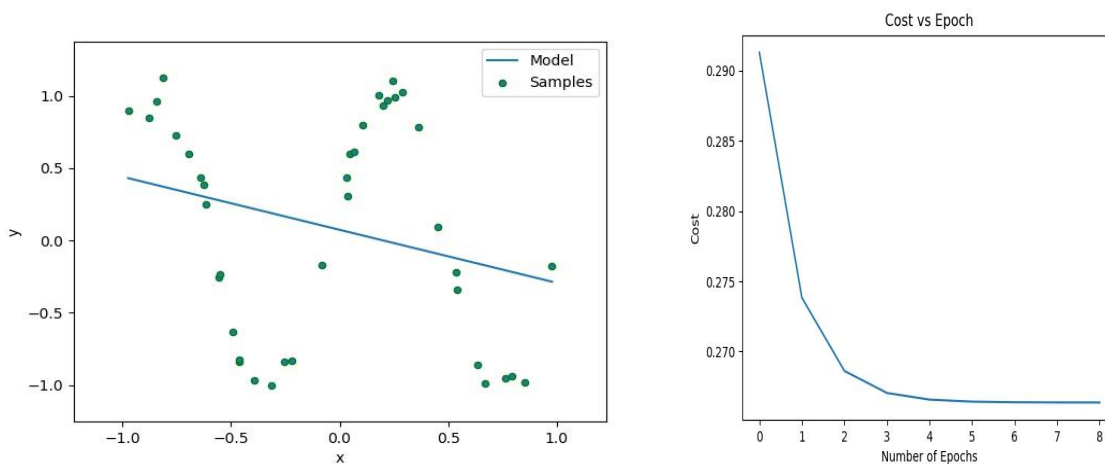 Model
Samples
1.0
0.5
0.0
−0.5
−1.0
y
−1.0 −0.5 0.0 0.5 1.0
x
Cost vs Epoch
0.290
0.285
0.280
0.275
0.270
Cost
0 1 2 3 4 5 6 7 8
Number of Epochs